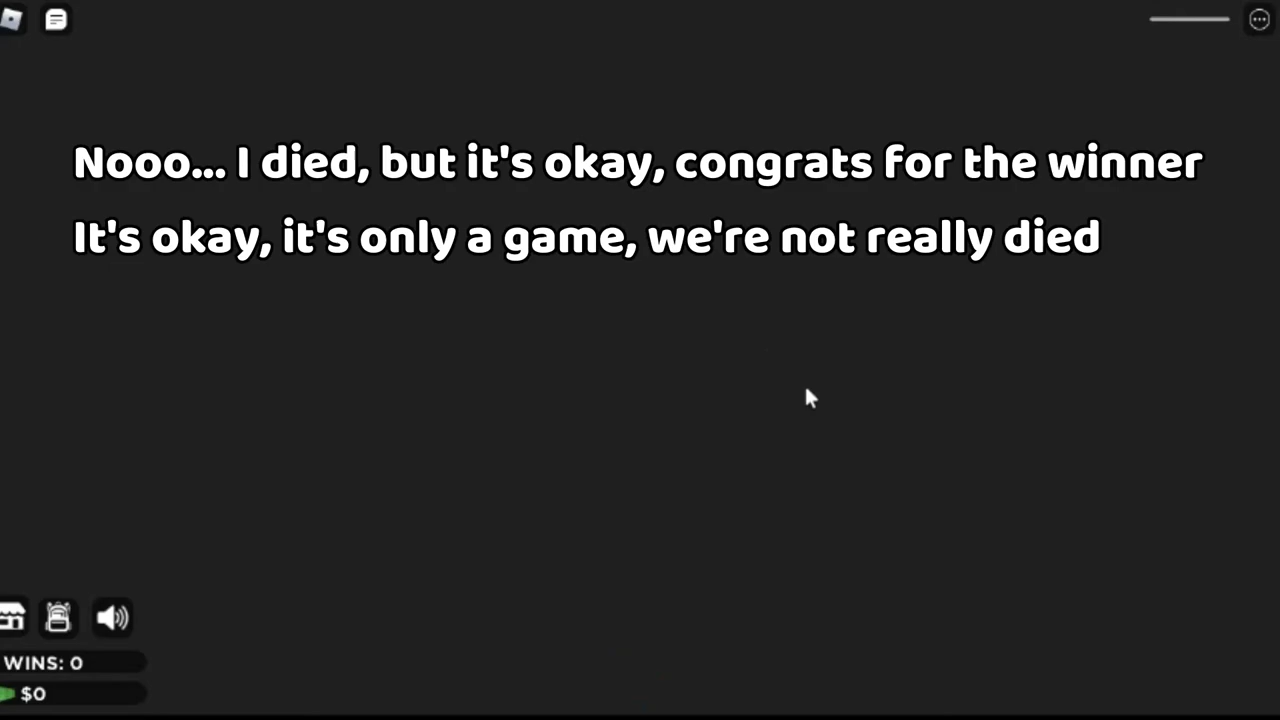 Nooo... I died, but it's okay, congrats for the winner
It's okay, it's only a game, we're not really died
WINS: 0
$0